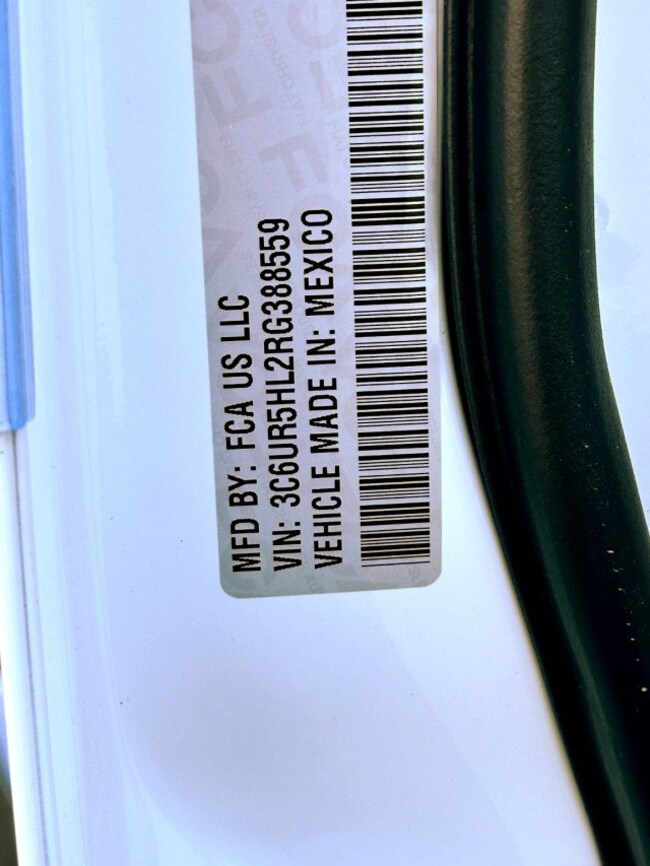 MFD BY: FCA US LLC
VIN: 3C6UR5HL2RG388559
VEHICLE MADE IN: MEXICO